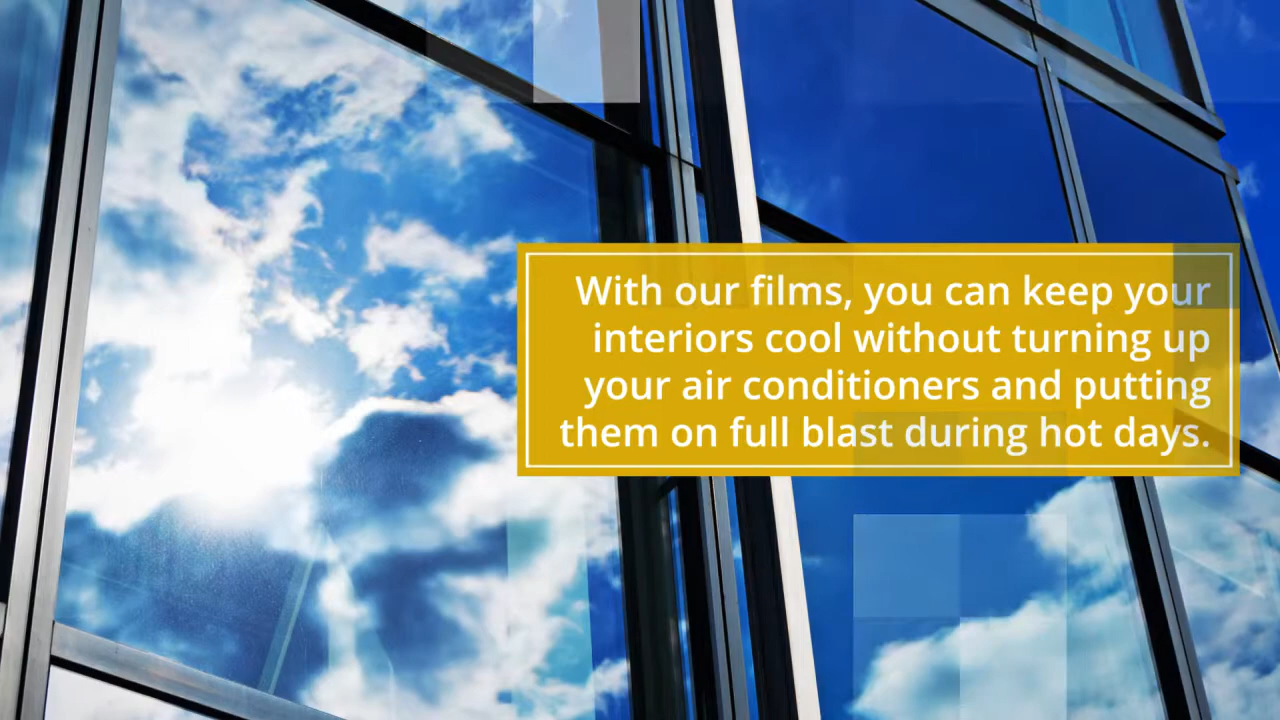 With our films, you can keep your
interiors cool without turning up
your air conditioners and putting
them on full blast during hot days.